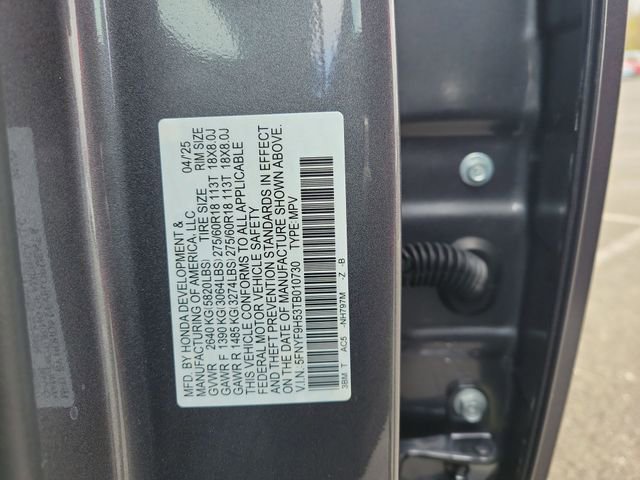 MFD. BY HONDA DEVELOPMENT & 04/25
MANUFACTURING OF AMERICA, LLC
TIRE SIZE RIM SIZE
GVWR 2640 KG(5820LBS)
GAWR F 1390 KG(3064LBS) 275/60R18 113T 18X8.0J
GAWR R 1485 KG(3274LBS) 275/60R18 113T 18X8.0J
THIS VEHICLE CONFORMS TO ALL APPLICABLE
FEDERAL MOTOR VEHICLE SAFETY
AND THEFT PREVENTION STANDARDS IN EFFECT
ON THE DATE OF MANUFACTURE SHOWN ABOVE.
V.I.N. 5FNYF9H53TB010730 TYPE: MPV
3BM T AC5 -NH797M -Z -B